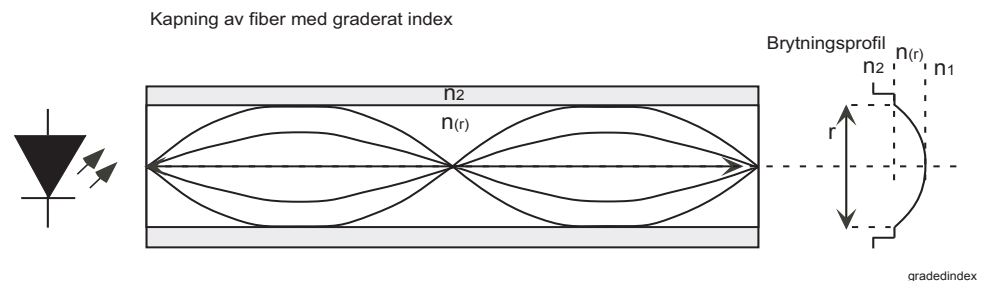 Kapning av fiber med graderat index
Brytningsprofil
n(r)
n2
n1
n2
n(r)
r
gradedindex